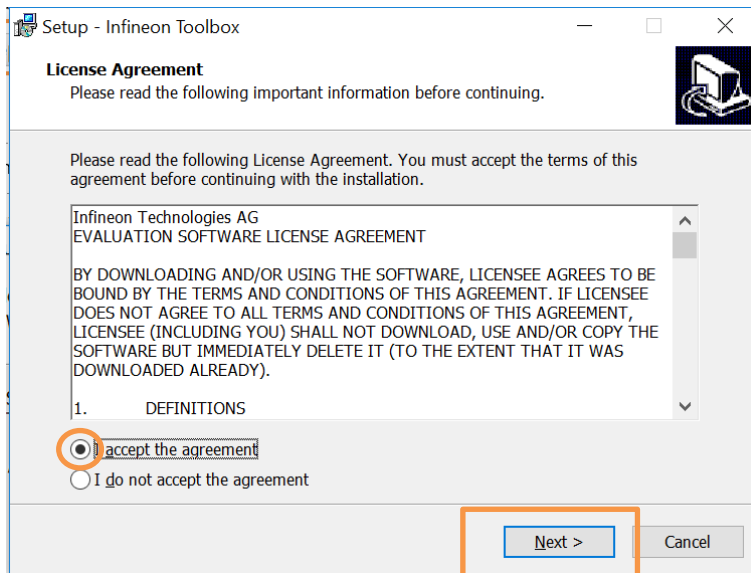 Setup - Infineon Toolbox
License Agreement
Please read the following important information before continuing.
Please read the following License Agreement. You must accept the terms of this
agreement before continuing with the installation.
Infineon Technologies AG
EVALUATION SOFTWARE LICENSE AGREEMENT
BY DOWNLOADING AND/OR USING THE SOFTWARE, LICENSEE AGREES TO BE
BOUND BY THE TERMS AND CONDITIONS OF THIS AGREEMENT. IF LICENSEE
DOES NOT AGREE TO ALL TERMS AND CONDITIONS OF THIS AGREEMENT,
LICENSEE (INCLUDING YOU) SHALL NOT DOWNLOAD, USE AND/OR COPY THE
SOFTWARE BUT IMMEDIATELY DELETE IT (TO THE EXTENT THAT IT WAS
DOWNLOADED ALREADY).
1. DEFINITIONS
I accept the agreement
I do not accept the agreement
Next >
Cancel